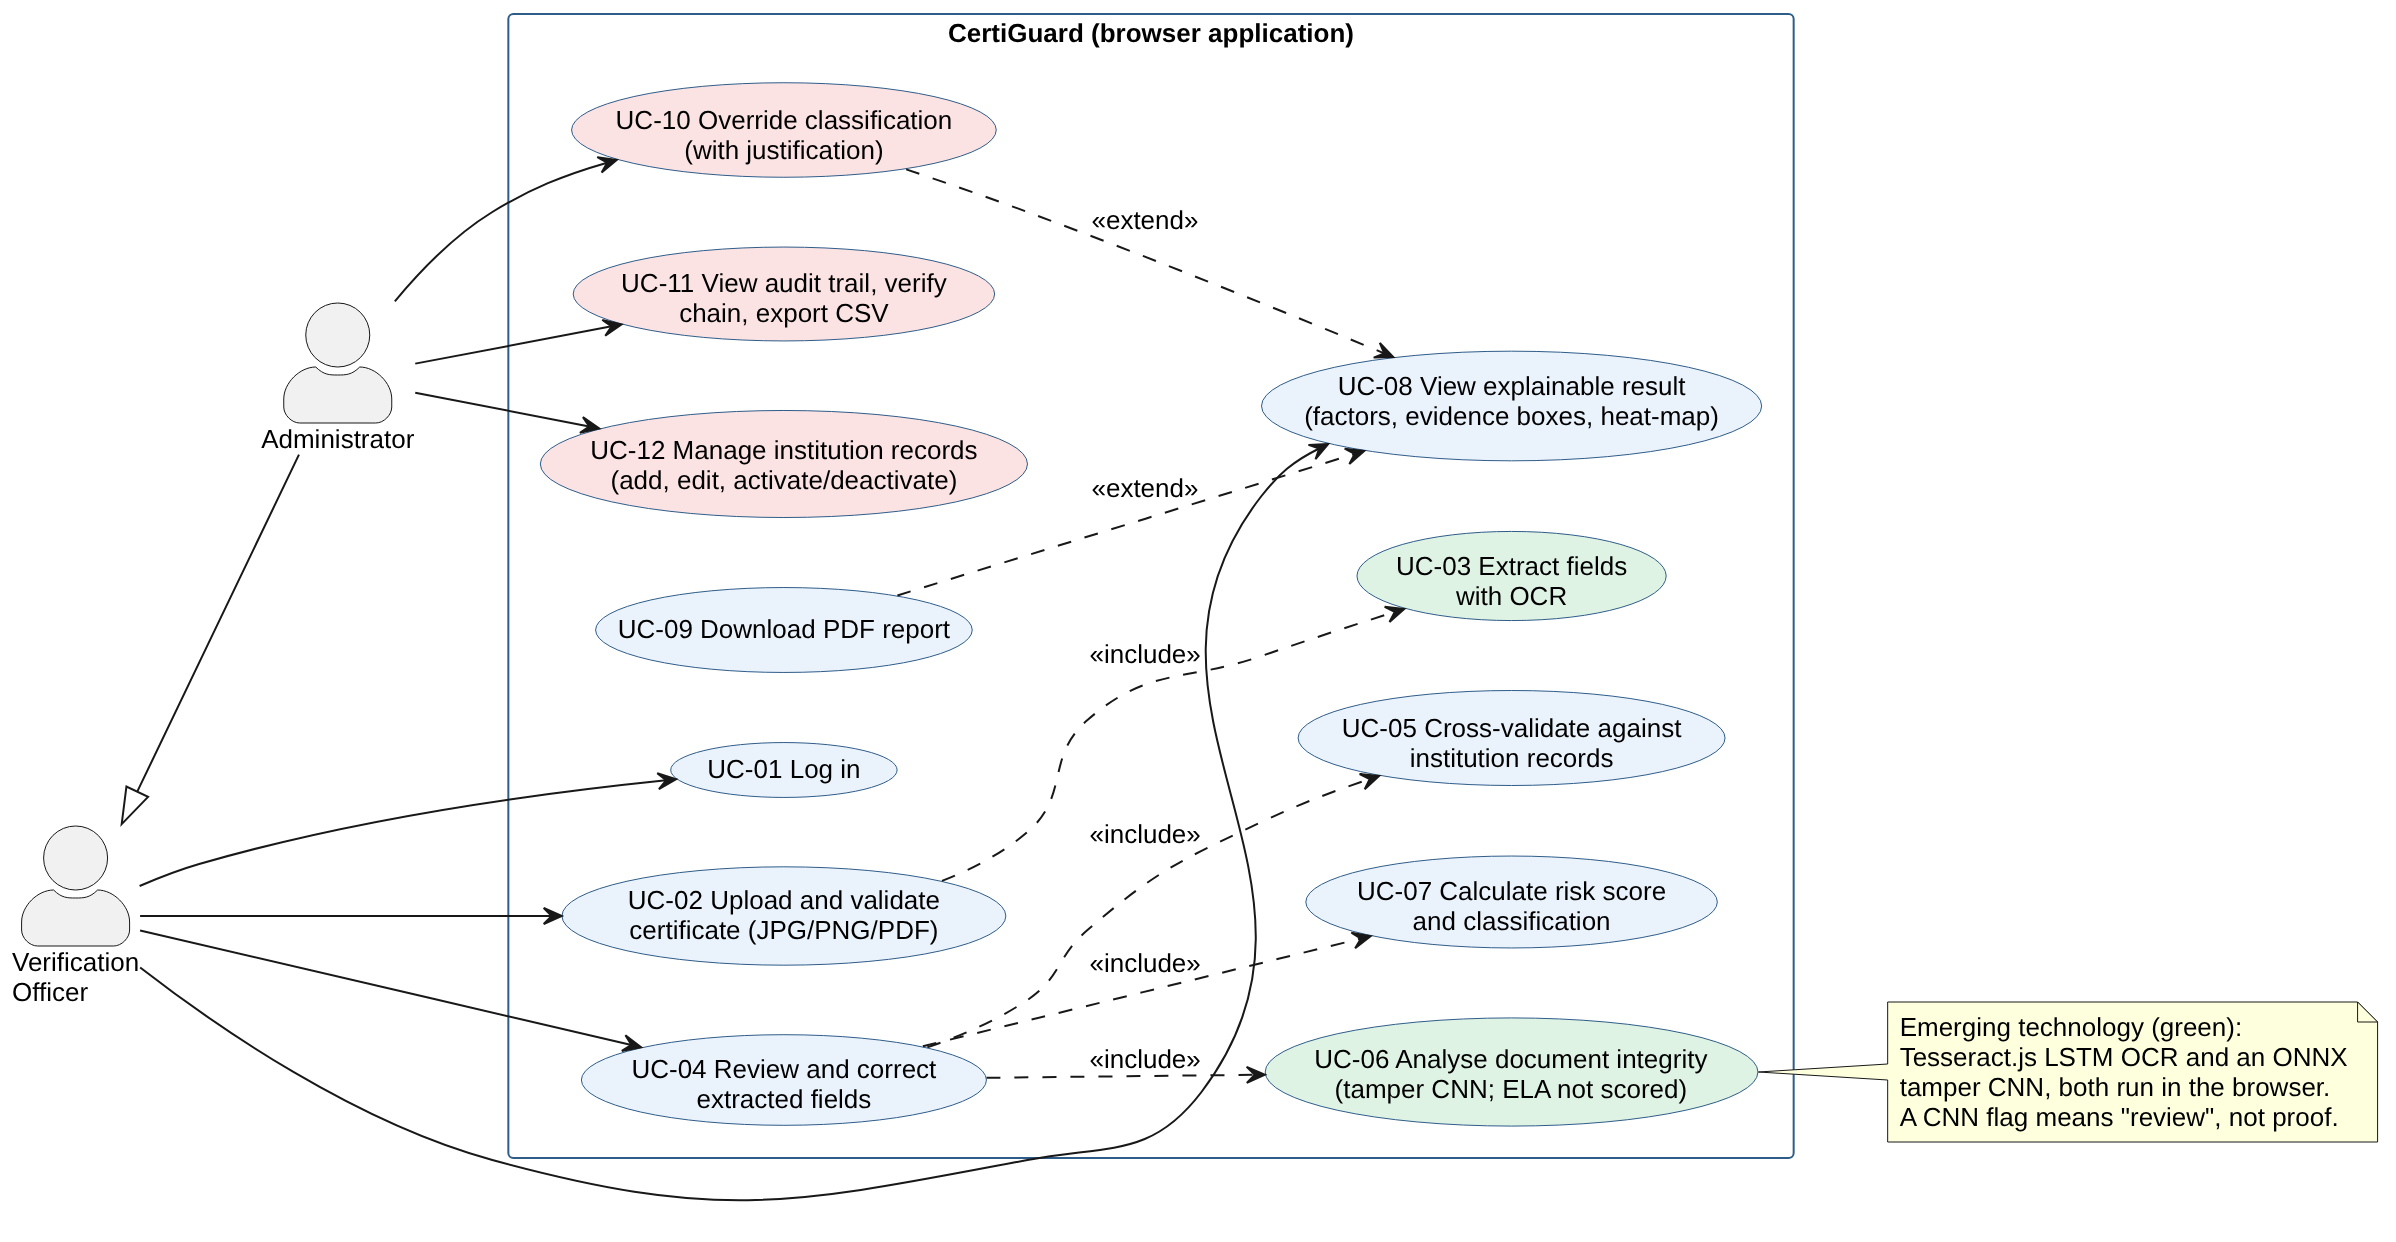 CertiGuard (browser application)
UC-10 Override classification
(with justification)
«extend»
UC-11 View audit trail, verify
chain, export CSV
Administrator
UC-12 Manage institution records
(add, edit, activate/deactivate)
UC-08 View explainable result
(factors, evidence boxes, heat-map)
«extend»
UC-09 Download PDF report
UC-03 Extract fields
with OCR
«include»
UC-01 Log in
UC-05 Cross-validate against
institution records
«include»
Verification
Officer
UC-02 Upload and validate
certificate (JPG/PNG/PDF)
UC-07 Calculate risk score
and classification
«include»
UC-04 Review and correct
extracted fields
«include»
UC-06 Analyse document integrity
(tamper CNN; ELA not scored)
Emerging technology (green):
Tesseract.js LSTM OCR and an ONNX
tamper CNN, both run in the browser.
A CNN flag means "review", not proof.